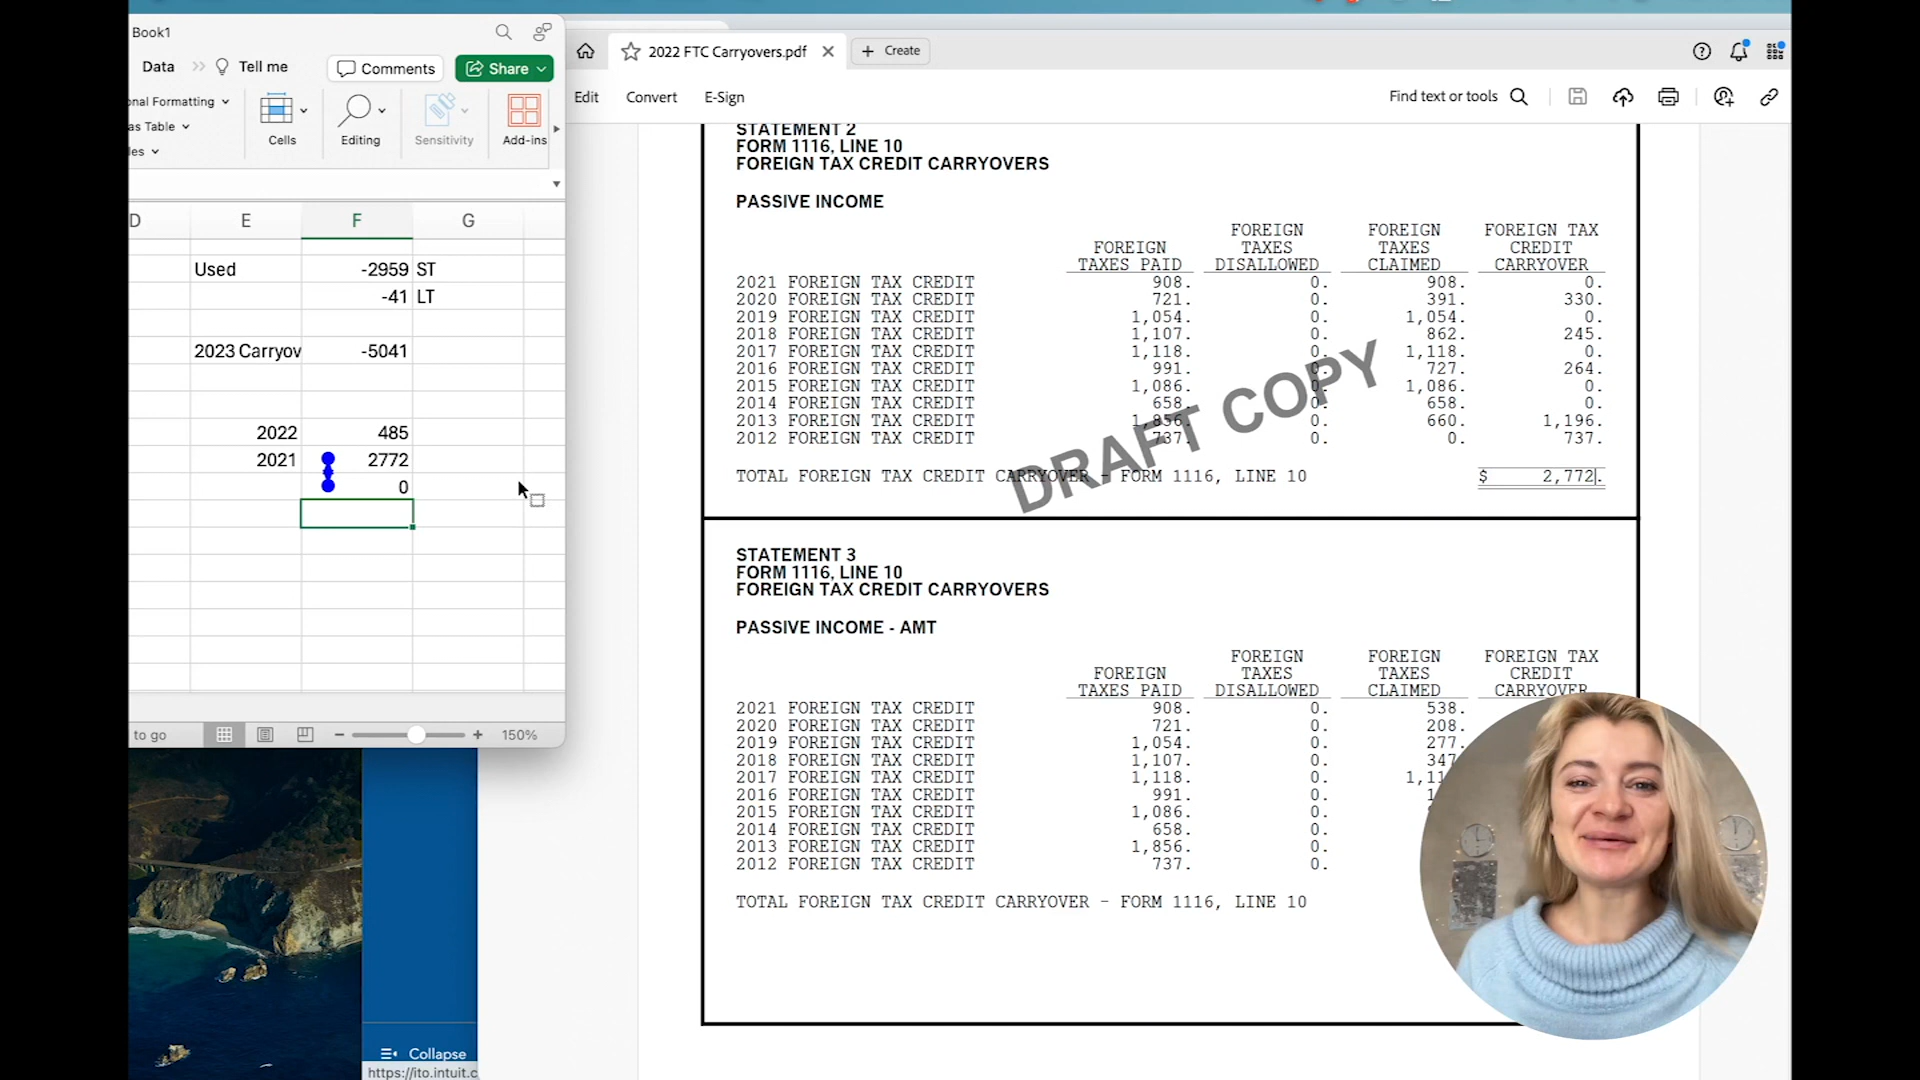 Book1
Data
Tell me
Comments
Share
onal Formatting
as Table
les
Cells
Editing
Sensitivity
Add-ins
D E F G
Used -2959 ST
-41 LT
2023 Carryov -5041
2022 485
2021 2772
0
to go
150%
Collapse
https://ito.intuit.c
2022 FTC Carryovers.pdf
Create
Edit Convert E-Sign
Find text or tools
STATEMENT 2
FORM 1116, LINE 10
FOREIGN TAX CREDIT CARRYOVERS
PASSIVE INCOME
FOREIGN FOREIGN FOREIGN TAX
FOREIGN TAXES TAXES CREDIT
TAXES PAID DISALLOWED CLAIMED CARRYOVER
2021 FOREIGN TAX CREDIT 908. 0. 908. 0.
2020 FOREIGN TAX CREDIT 721. 0. 391. 330.
2019 FOREIGN TAX CREDIT 1,054. 0. 1,054. 0.
2018 FOREIGN TAX CREDIT 1,107. 0. 862. 245.
2017 FOREIGN TAX CREDIT 1,118. 0. 1,118. 0.
2016 FOREIGN TAX CREDIT 991. 0. 727. 264.
2015 FOREIGN TAX CREDIT 1,086. 0. 1,086. 0.
2014 FOREIGN TAX CREDIT 658. 0. 658. 0.
2013 FOREIGN TAX CREDIT 1,856. 0. 660. 1,196.
2012 FOREIGN TAX CREDIT 737. 0. 0. 737.
TOTAL FOREIGN TAX CREDIT CARRYOVER - FORM 1116, LINE 10 $ 2,772.
DRAFT COPY
STATEMENT 3
FORM 1116, LINE 10
FOREIGN TAX CREDIT CARRYOVERS
PASSIVE INCOME - AMT
FOREIGN FOREIGN FOREIGN TAX
FOREIGN TAXES TAXES CREDIT
TAXES PAID DISALLOWED CLAIMED CARRYOVER
2021 FOREIGN TAX CREDIT 908. 0. 538.
2020 FOREIGN TAX CREDIT 721. 0. 208.
2019 FOREIGN TAX CREDIT 1,054. 0. 277.
2018 FOREIGN TAX CREDIT 1,107. 0. 347
2017 FOREIGN TAX CREDIT 1,118. 0. 1,11
2016 FOREIGN TAX CREDIT 991. 0.
2015 FOREIGN TAX CREDIT 1,086. 0.
2014 FOREIGN TAX CREDIT 658. 0.
2013 FOREIGN TAX CREDIT 1,856. 0.
2012 FOREIGN TAX CREDIT 737. 0.
TOTAL FOREIGN TAX CREDIT CARRYOVER - FORM 1116, LINE 10